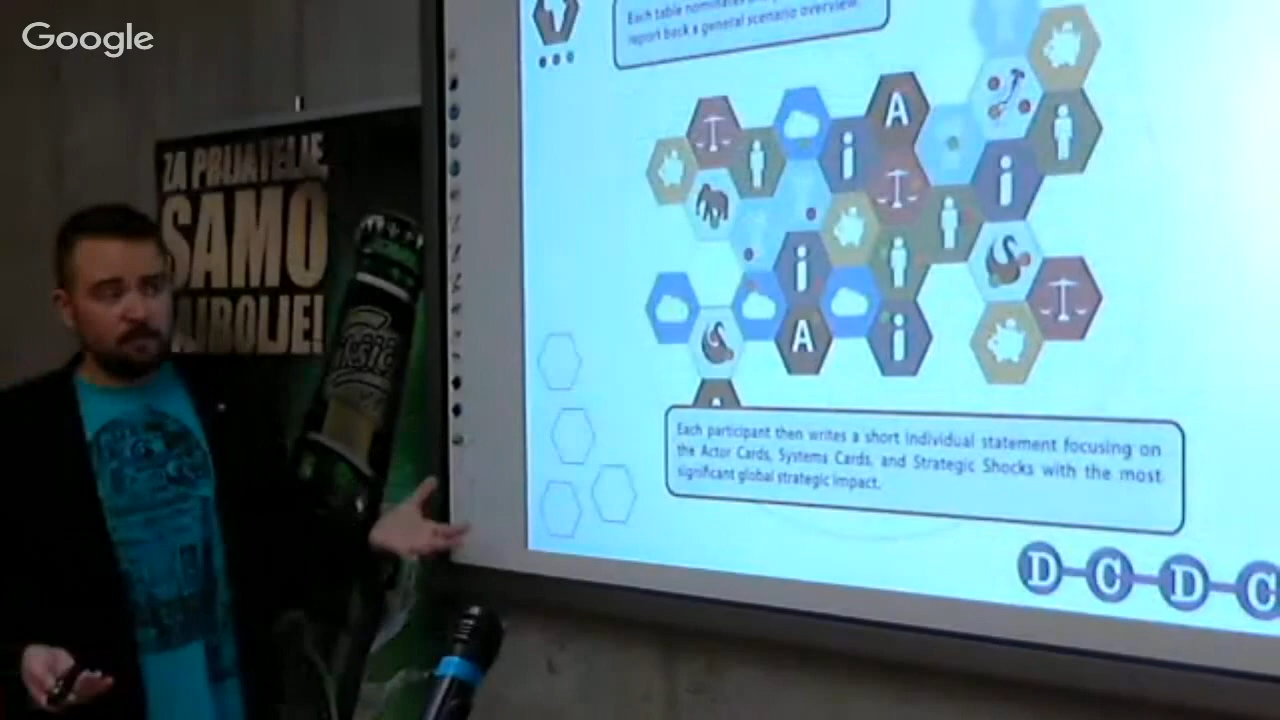 Google
Each table nominates
report back a general scenario overview.
ZA PRIJATELJE,
SAMO
NAJBOLJE!
A
i
i
i
A
i
Each participant then writes a short individual statement focusing on
the Actor Cards, Systems Cards, and Strategic Shocks with the most
significant global strategic impact.
D C D C